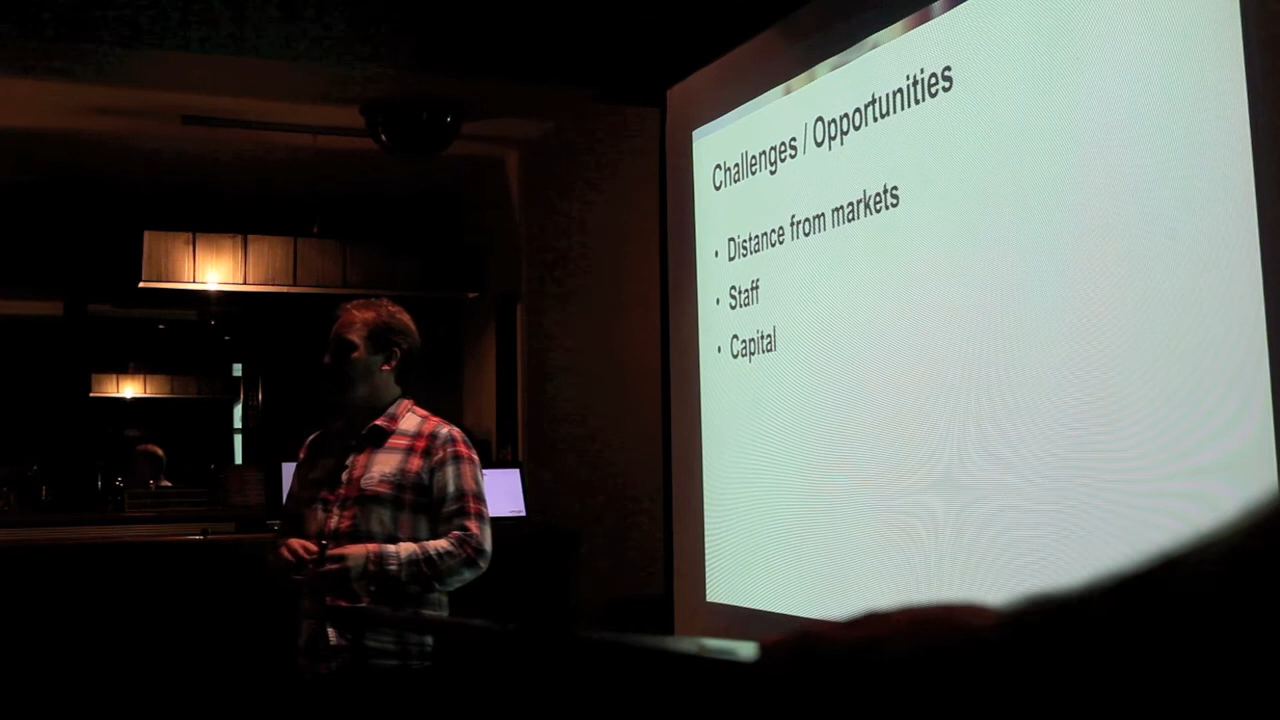 Challenges / Opportunities
• Distance from markets
• Staff
• Capital